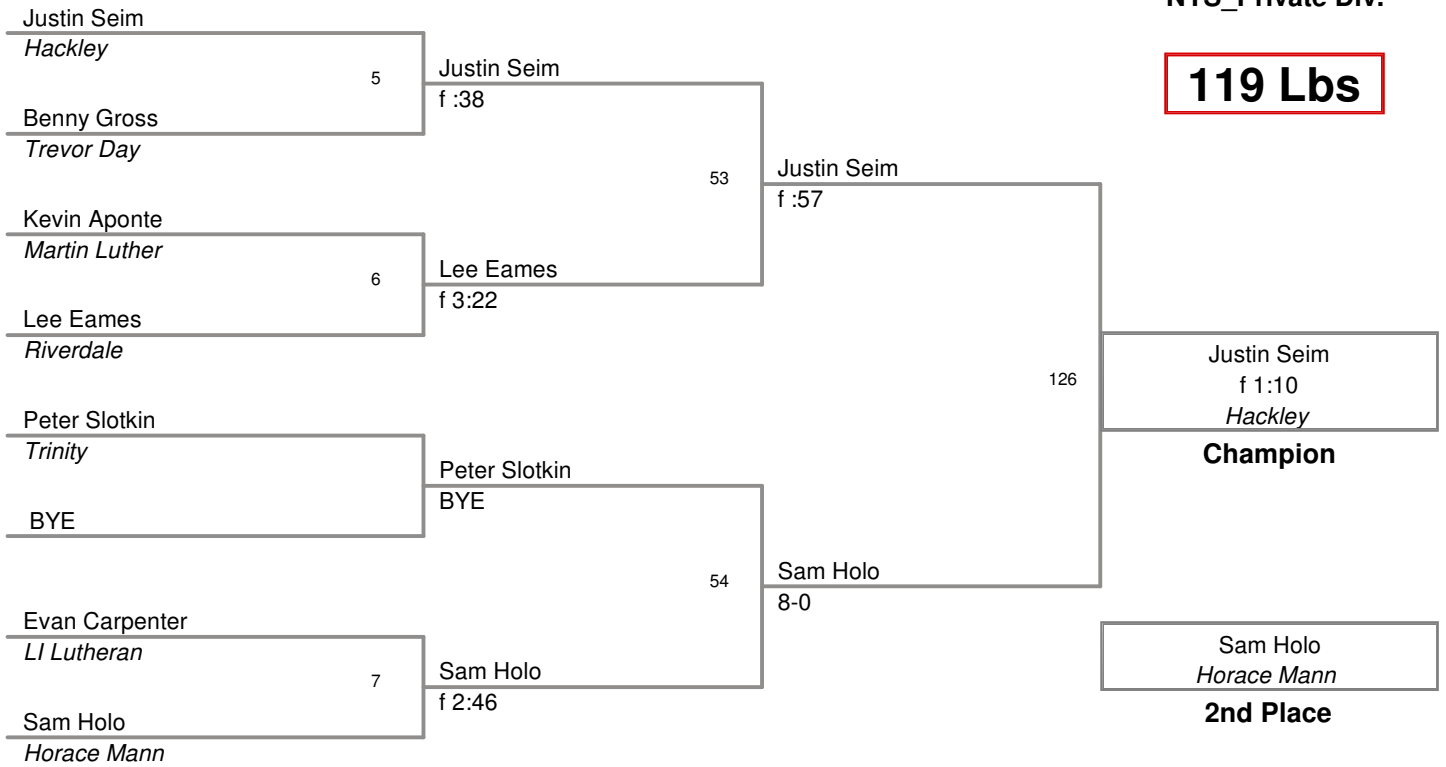 NYS_Private Div.
119 Lbs
Justin Seim
Hackley
5
Benny Gross
Trevor Day
Kevin Aponte
Martin Luther
6
Lee Eames
Riverdale
Peter Slotkin
Trinity
BYE
Evan Carpenter
LI Lutheran
7
Sam Holo
Horace Mann
Justin Seim
f :38
53
Lee Eames
f 3:22
Peter Slotkin
BYE
54
Sam Holo
f 2:46
Justin Seim
f :57
126
Sam Holo
8-0
Justin Seim
f 1:10
Hackley
Champion
Sam Holo
Horace Mann
2nd Place